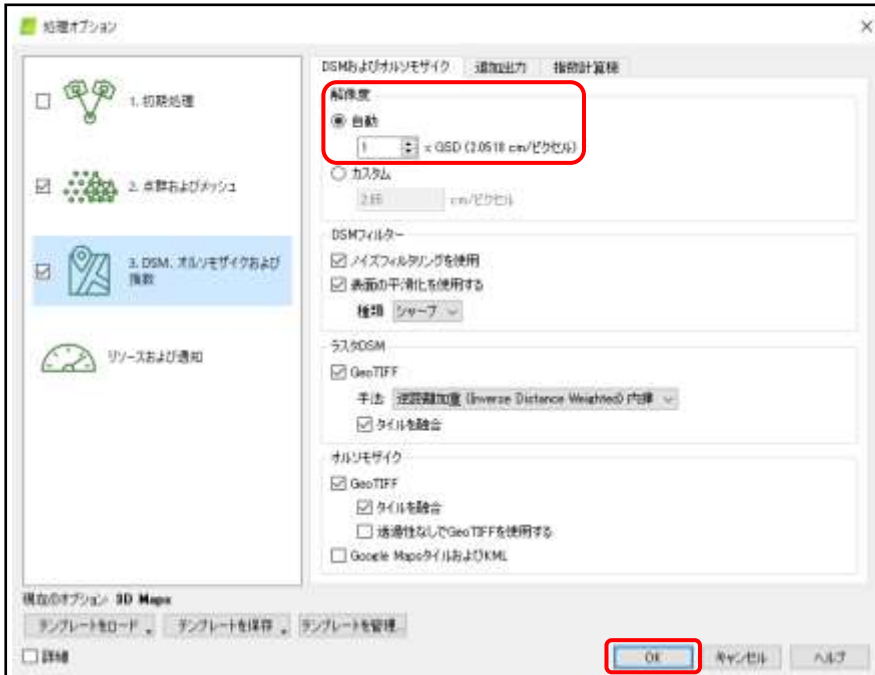 処理オプション
1. 初期処理
2. 点群およびメッシュ
3. DSM、オルソモザイクおよび
指数
リソースおよび通知
DSMおよびオルソモザイク 追加出力 指数計算機
解像度
自動
1 x GSD (2.0518 cm/ピクセル)
カスタム
cm/ピクセル
DSMフィルター
ノイズフィルタリングを使用
表面の平滑化を使用する
種類 シャープ
ラスタDSM
GeoTIFF
手法 逆距離加重 (Inverse Distance Weighted) 内挿
タイルを融合
オルソモザイク
GeoTIFF
タイルを融合
透過性なしでGeoTIFFを使用する
Google MapsタイルおよびKML
現在のオプション: 3D Maps
テンプレートをロード テンプレートを保存 テンプレートを管理...
詳細
OK キャンセル ヘルプ